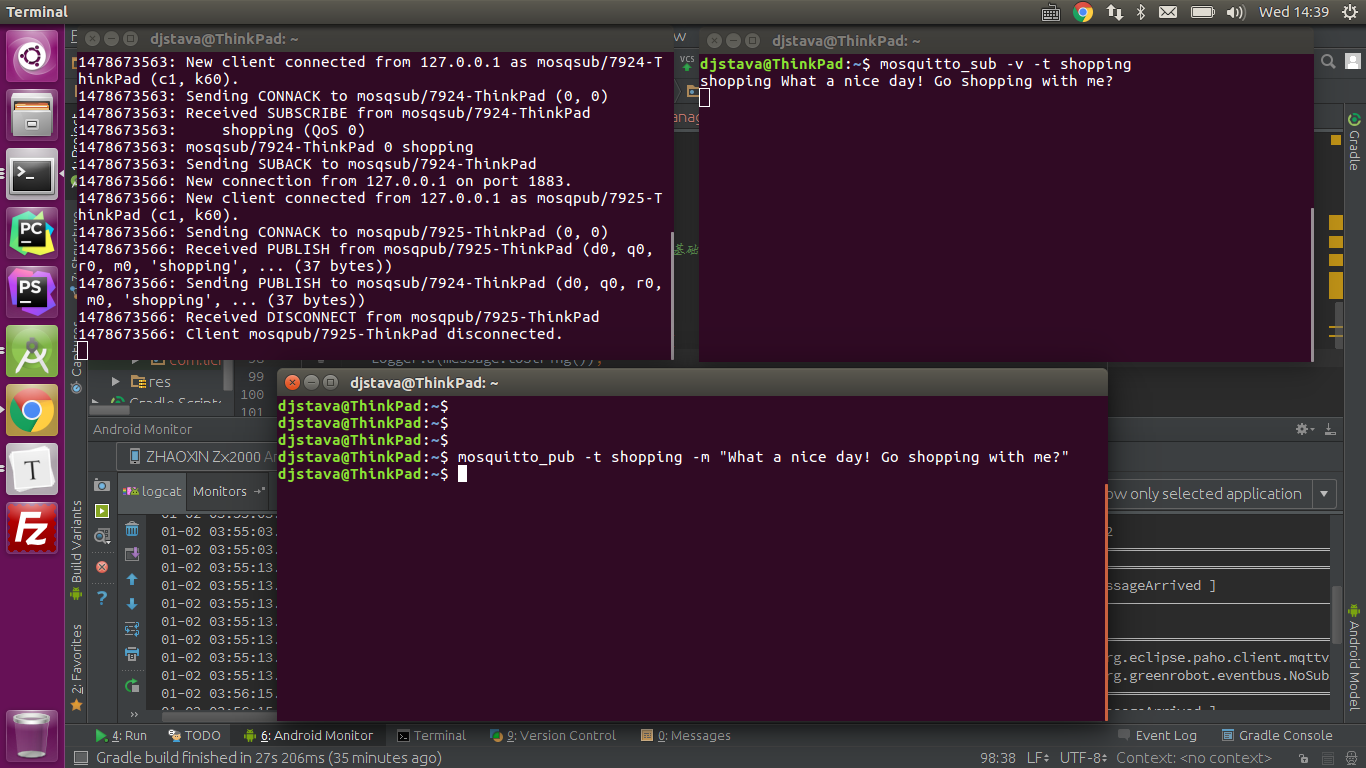 Terminal
Wed 14:39
djstava@ThinkPad: ~
1478673563: New client connected from 127.0.0.1 as mosqsub/7924-T
hinkPad (c1, k60).
1478673563: Sending CONNACK to mosqsub/7924-ThinkPad (0, 0)
1478673563: Received SUBSCRIBE from mosqsub/7924-ThinkPad
1478673563:     shopping (QoS 0)
1478673563: mosqsub/7924-ThinkPad 0 shopping
1478673563: Sending SUBACK to mosqsub/7924-ThinkPad
1478673566: New connection from 127.0.0.1 on port 1883.
1478673566: New client connected from 127.0.0.1 as mosqpub/7925-T
hinkPad (c1, k60).
1478673566: Sending CONNACK to mosqpub/7925-ThinkPad (0, 0)
1478673566: Received PUBLISH from mosqpub/7925-ThinkPad (d0, q0,
r0, m0, 'shopping', ... (37 bytes))
1478673566: Sending PUBLISH to mosqsub/7924-ThinkPad (d0, q0, r0,
m0, 'shopping', ... (37 bytes))
1478673566: Received DISCONNECT from mosqpub/7925-ThinkPad
1478673566: Client mosqpub/7925-ThinkPad disconnected.
djstava@ThinkPad: ~
djstava@ThinkPad:~$ mosquitto_sub -v -t shopping
shopping What a nice day! Go shopping with me?
VCS
基础
Gradle
res
99
100
101
djstava@ThinkPad: ~
djstava@ThinkPad:~$
djstava@ThinkPad:~$
djstava@ThinkPad:~$
djstava@ThinkPad:~$ mosquitto_pub -t shopping -m "What a nice day! Go shopping with me?"
djstava@ThinkPad:~$
Android Monitor
ZHAOXIN Zx2000 An
logcat
Monitors
ow only selected application
01-02 03:55:03.
01-02 03:55:03.
01-02 03:55:13.
01-02 03:55:13.
01-02 03:55:13.
01-02 03:55:13.
01-02 03:55:13.
01-02 03:55:13.
01-02 03:55:13.
01-02 03:56:15.
2
ssageArrived ]
rg.eclipse.paho.client.mqttv
rg.greenrobot.eventbus.NoSub
Build Variants
2: Favorites
Android Model
PC
PS
T
Fz
4: Run
TODO
6: Android Monitor
Terminal
9: Version Control
0: Messages
Event Log
Gradle Console
Gradle build finished in 27s 206ms (35 minutes ago)
98:38
LF
UTF-8
Context: <no context>